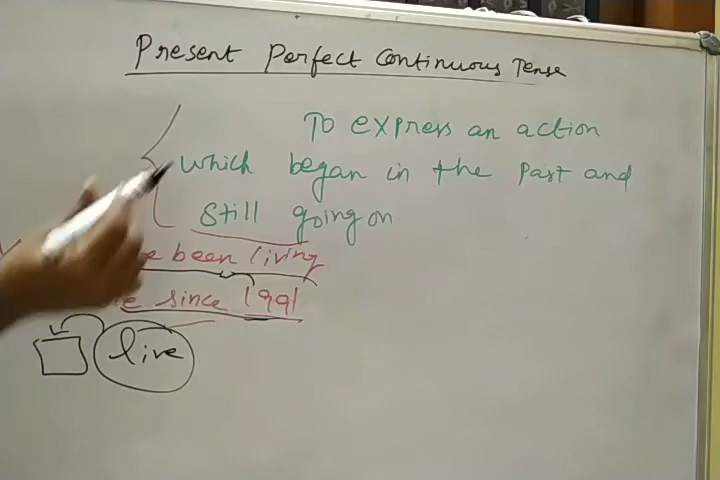 Present Perfect Continuous Tense
To express an action
which began in the Past and
still going on
been living
since 1991
live